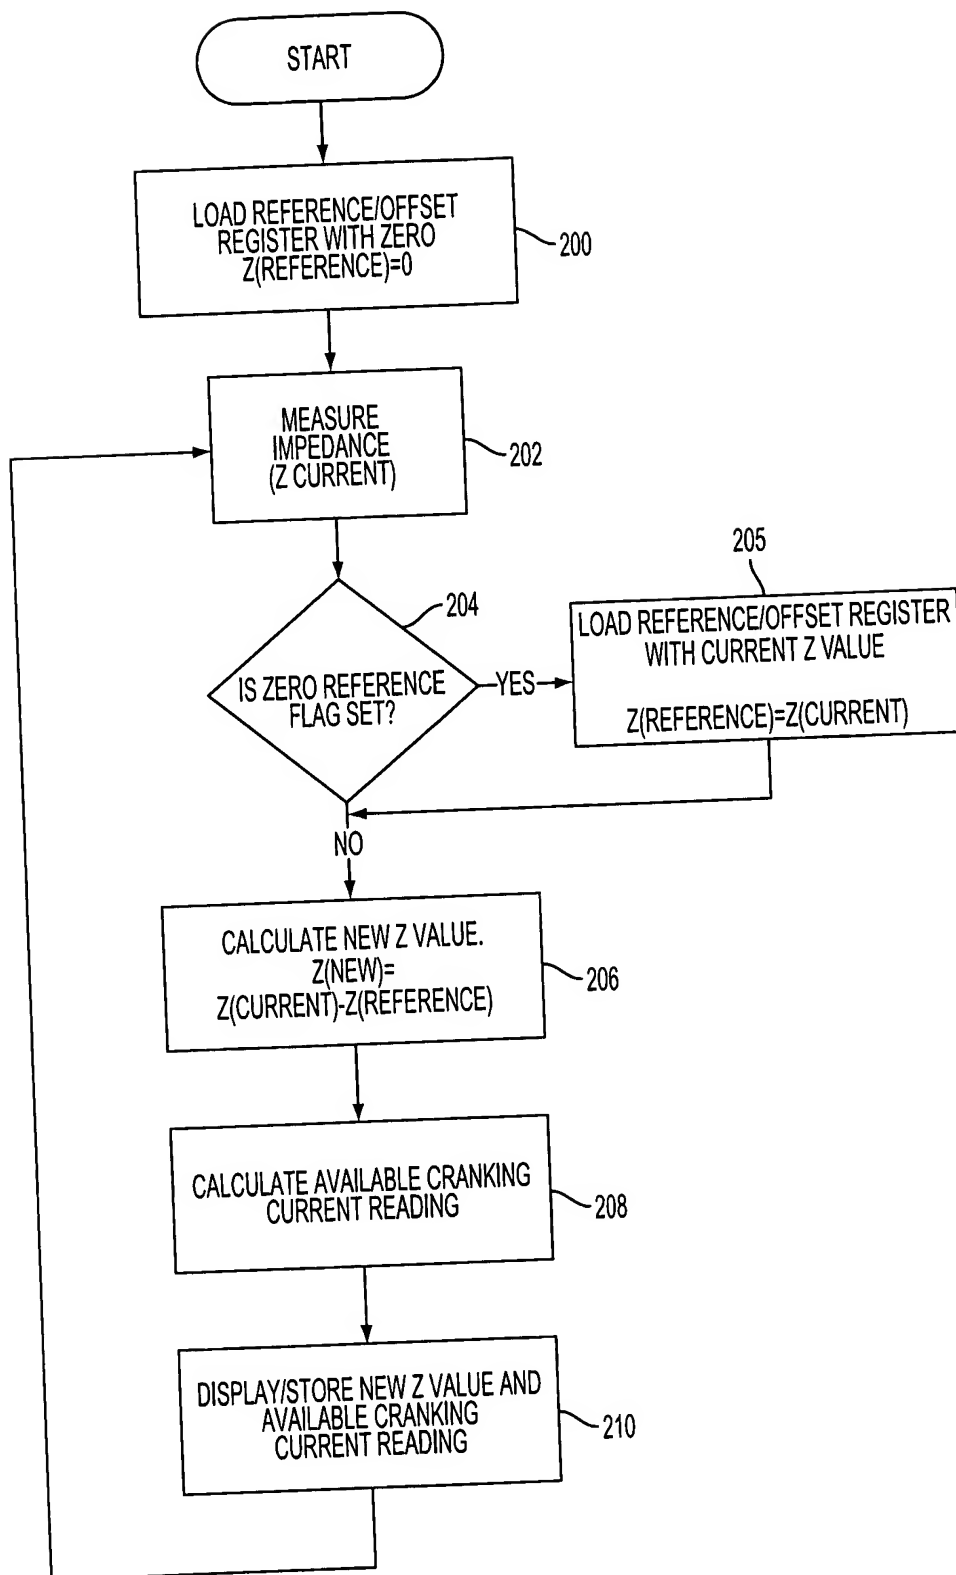 START
LOAD REFERENCE/OFFSET
REGISTER WITH ZERO
Z(REFERENCE)=0
200
MEASURE
IMPEDANCE
(Z CURRENT)
202
205
204
LOAD REFERENCE/OFFSET REGISTER
WITH CURRENT Z VALUE
Z(REFERENCE)=Z(CURRENT)
IS ZERO REFERENCE
FLAG SET?
YES
NO
CALCULATE NEW Z VALUE.
Z(NEW)=
Z(CURRENT)-Z(REFERENCE)
206
CALCULATE AVAILABLE CRANKING
CURRENT READING
208
DISPLAY/STORE NEW Z VALUE AND
AVAILABLE CRANKING
CURRENT READING
210